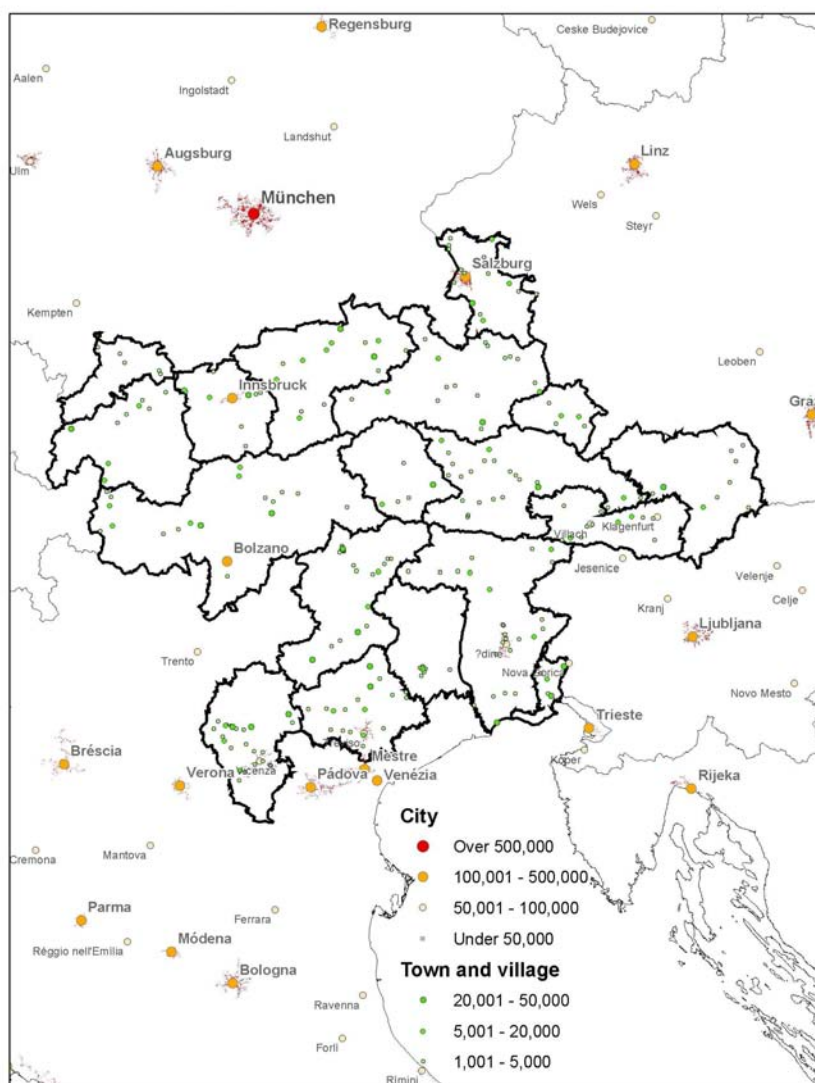 Regensburg
Ceske Budejovice
Aalen
Ingolstadt
Landshut
Augsburg
Linz
Ulm
München
Wels
Steyr
Salzburg
Kempten
Leoben
Innsbruck
Gra
Villach
Klagenfurt
Bolzano
Jesenice
Velenje
Celje
Kranj
Ljubljana
Trento
?dine
Nova Gorica
Novo Mesto
Trieste
Mestre
Koper
Bréscia
Verona
Vicenza
Pádova
Venézia
Rijeka
City
Over 500,000
100,001 - 500,000
50,001 - 100,000
Under 50,000
Cremona
Mantova
Parma
Ferrara
Réggio nell'Emilia
Módena
Bologna
Town and village
20,001 - 50,000
5,001 - 20,000
1,001 - 5,000
Ravenna
Forlì
Rimini